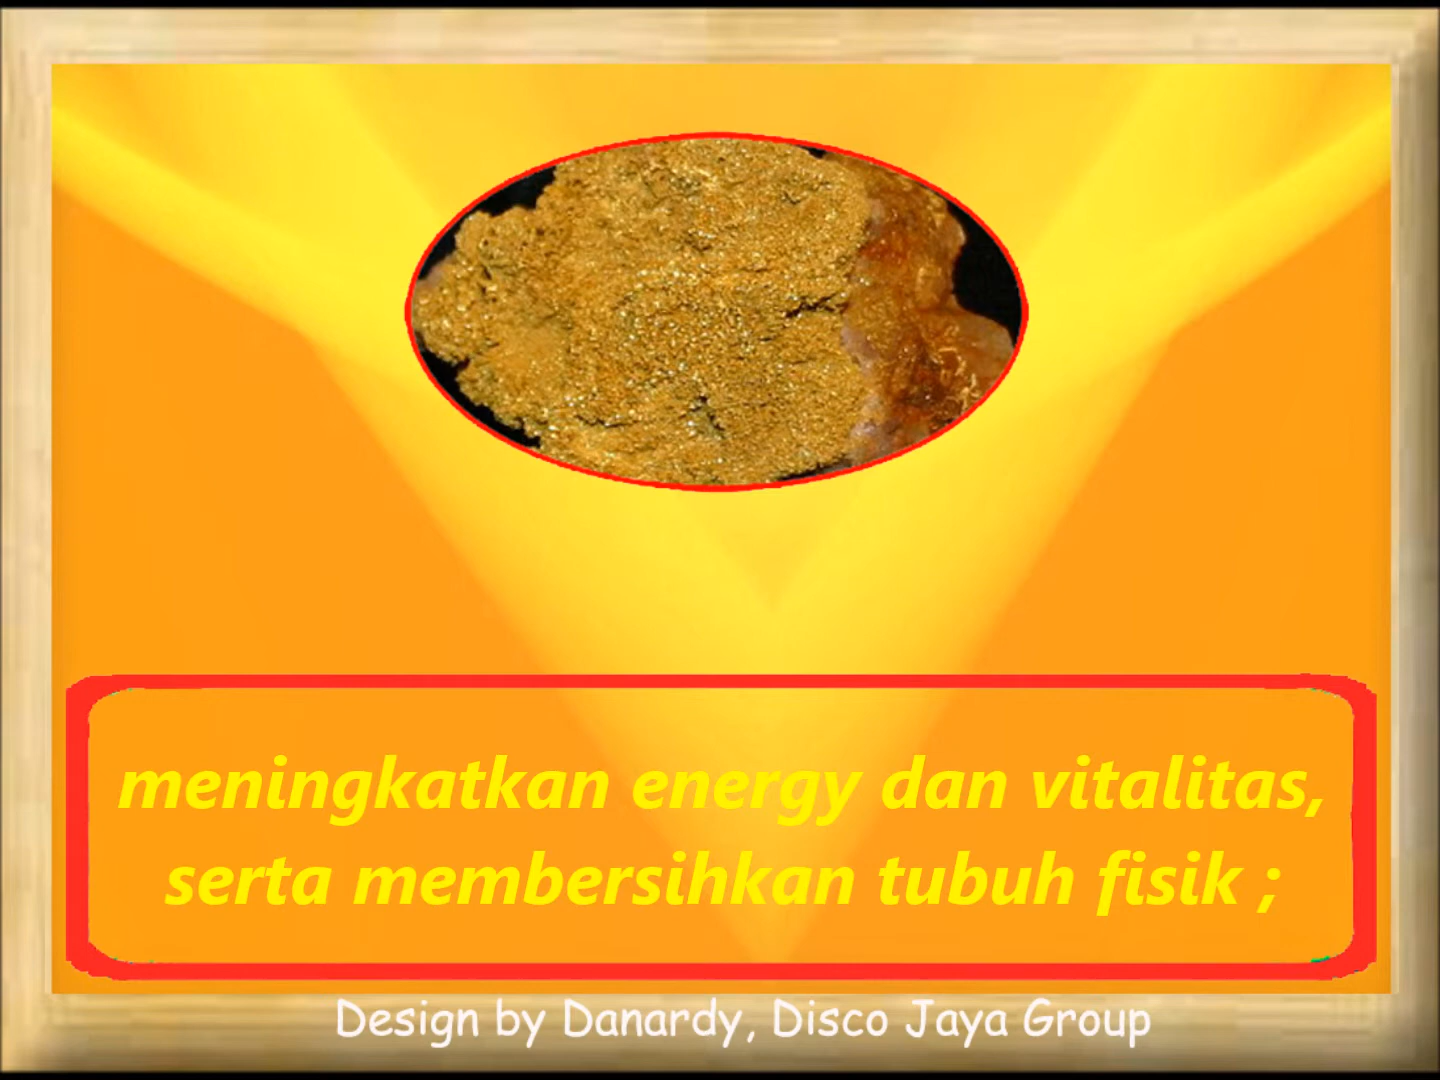 meningkatkan energy dan vitalitas,
serta membersihkan tubuh fisik ;
Design by Danardy, Disco Jaya Group